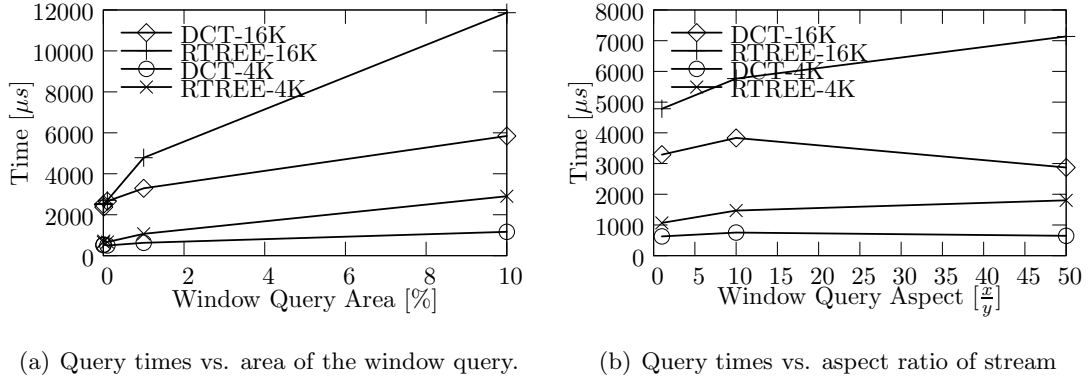 12000
10000
8000
6000
4000
2000
0
Time [μs]
DCT-16K
RTREE-16K
DCT-4K
RTREE-4K
0 2 4 6 8 10
Window Query Area [%]
(a) Query times vs. area of the window query.
8000
7000
6000
5000
4000
3000
2000
1000
0
Time [μs]
DCT-16K
RTREE-16K
DCT-4K
RTREE-4K
0 5 10 15 20 25 30 35 40 45 50
Window Query Aspect [x/y]
(b) Query times vs. aspect ratio of stream